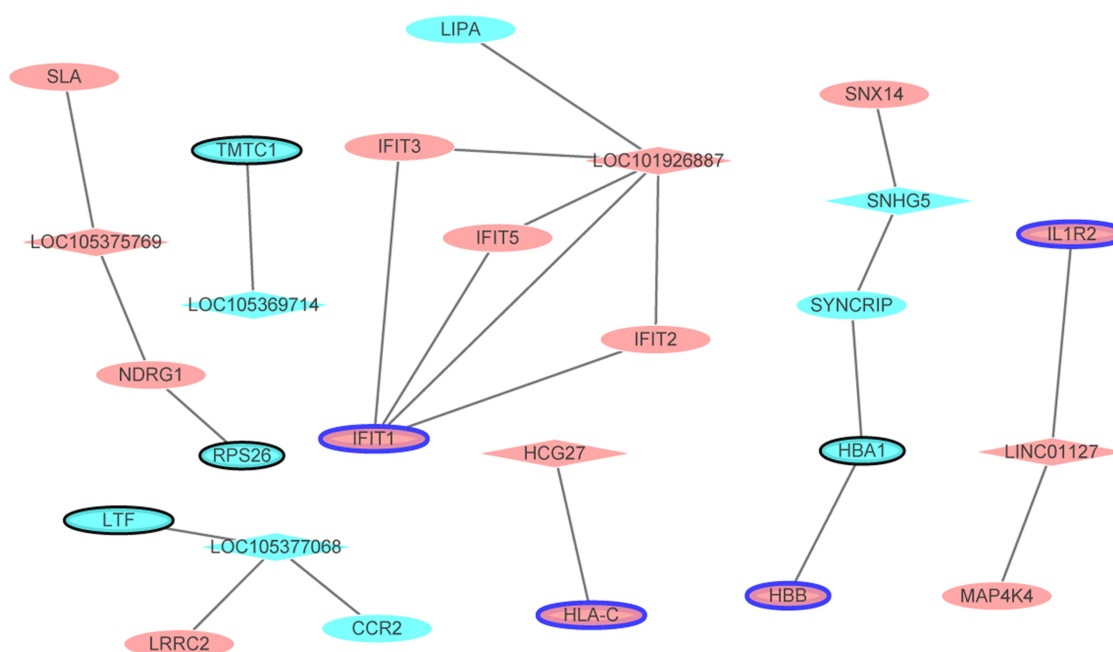 LIPA
SLA
SNX14
TMTC1
IFIT3
LOC101926887
SNHG5
LOC105375769
IFIT5
IL1R2
LOC105369714
SYNCRIP
IFIT2
NDRG1
IFIT1
RPS26
HCG27
HBA1
LINC01127
LTF
LOC105377068
HBB
MAP4K4
HLA-C
CCR2
LRRC2